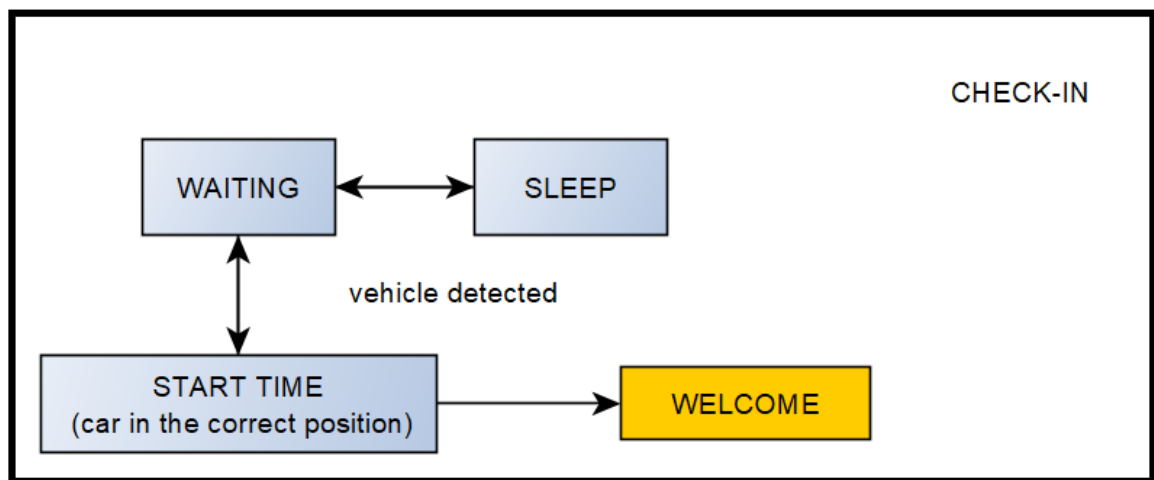 CHECK-IN
WAITING
SLEEP
vehicle detected
START TIME
(car in the correct position)
WELCOME